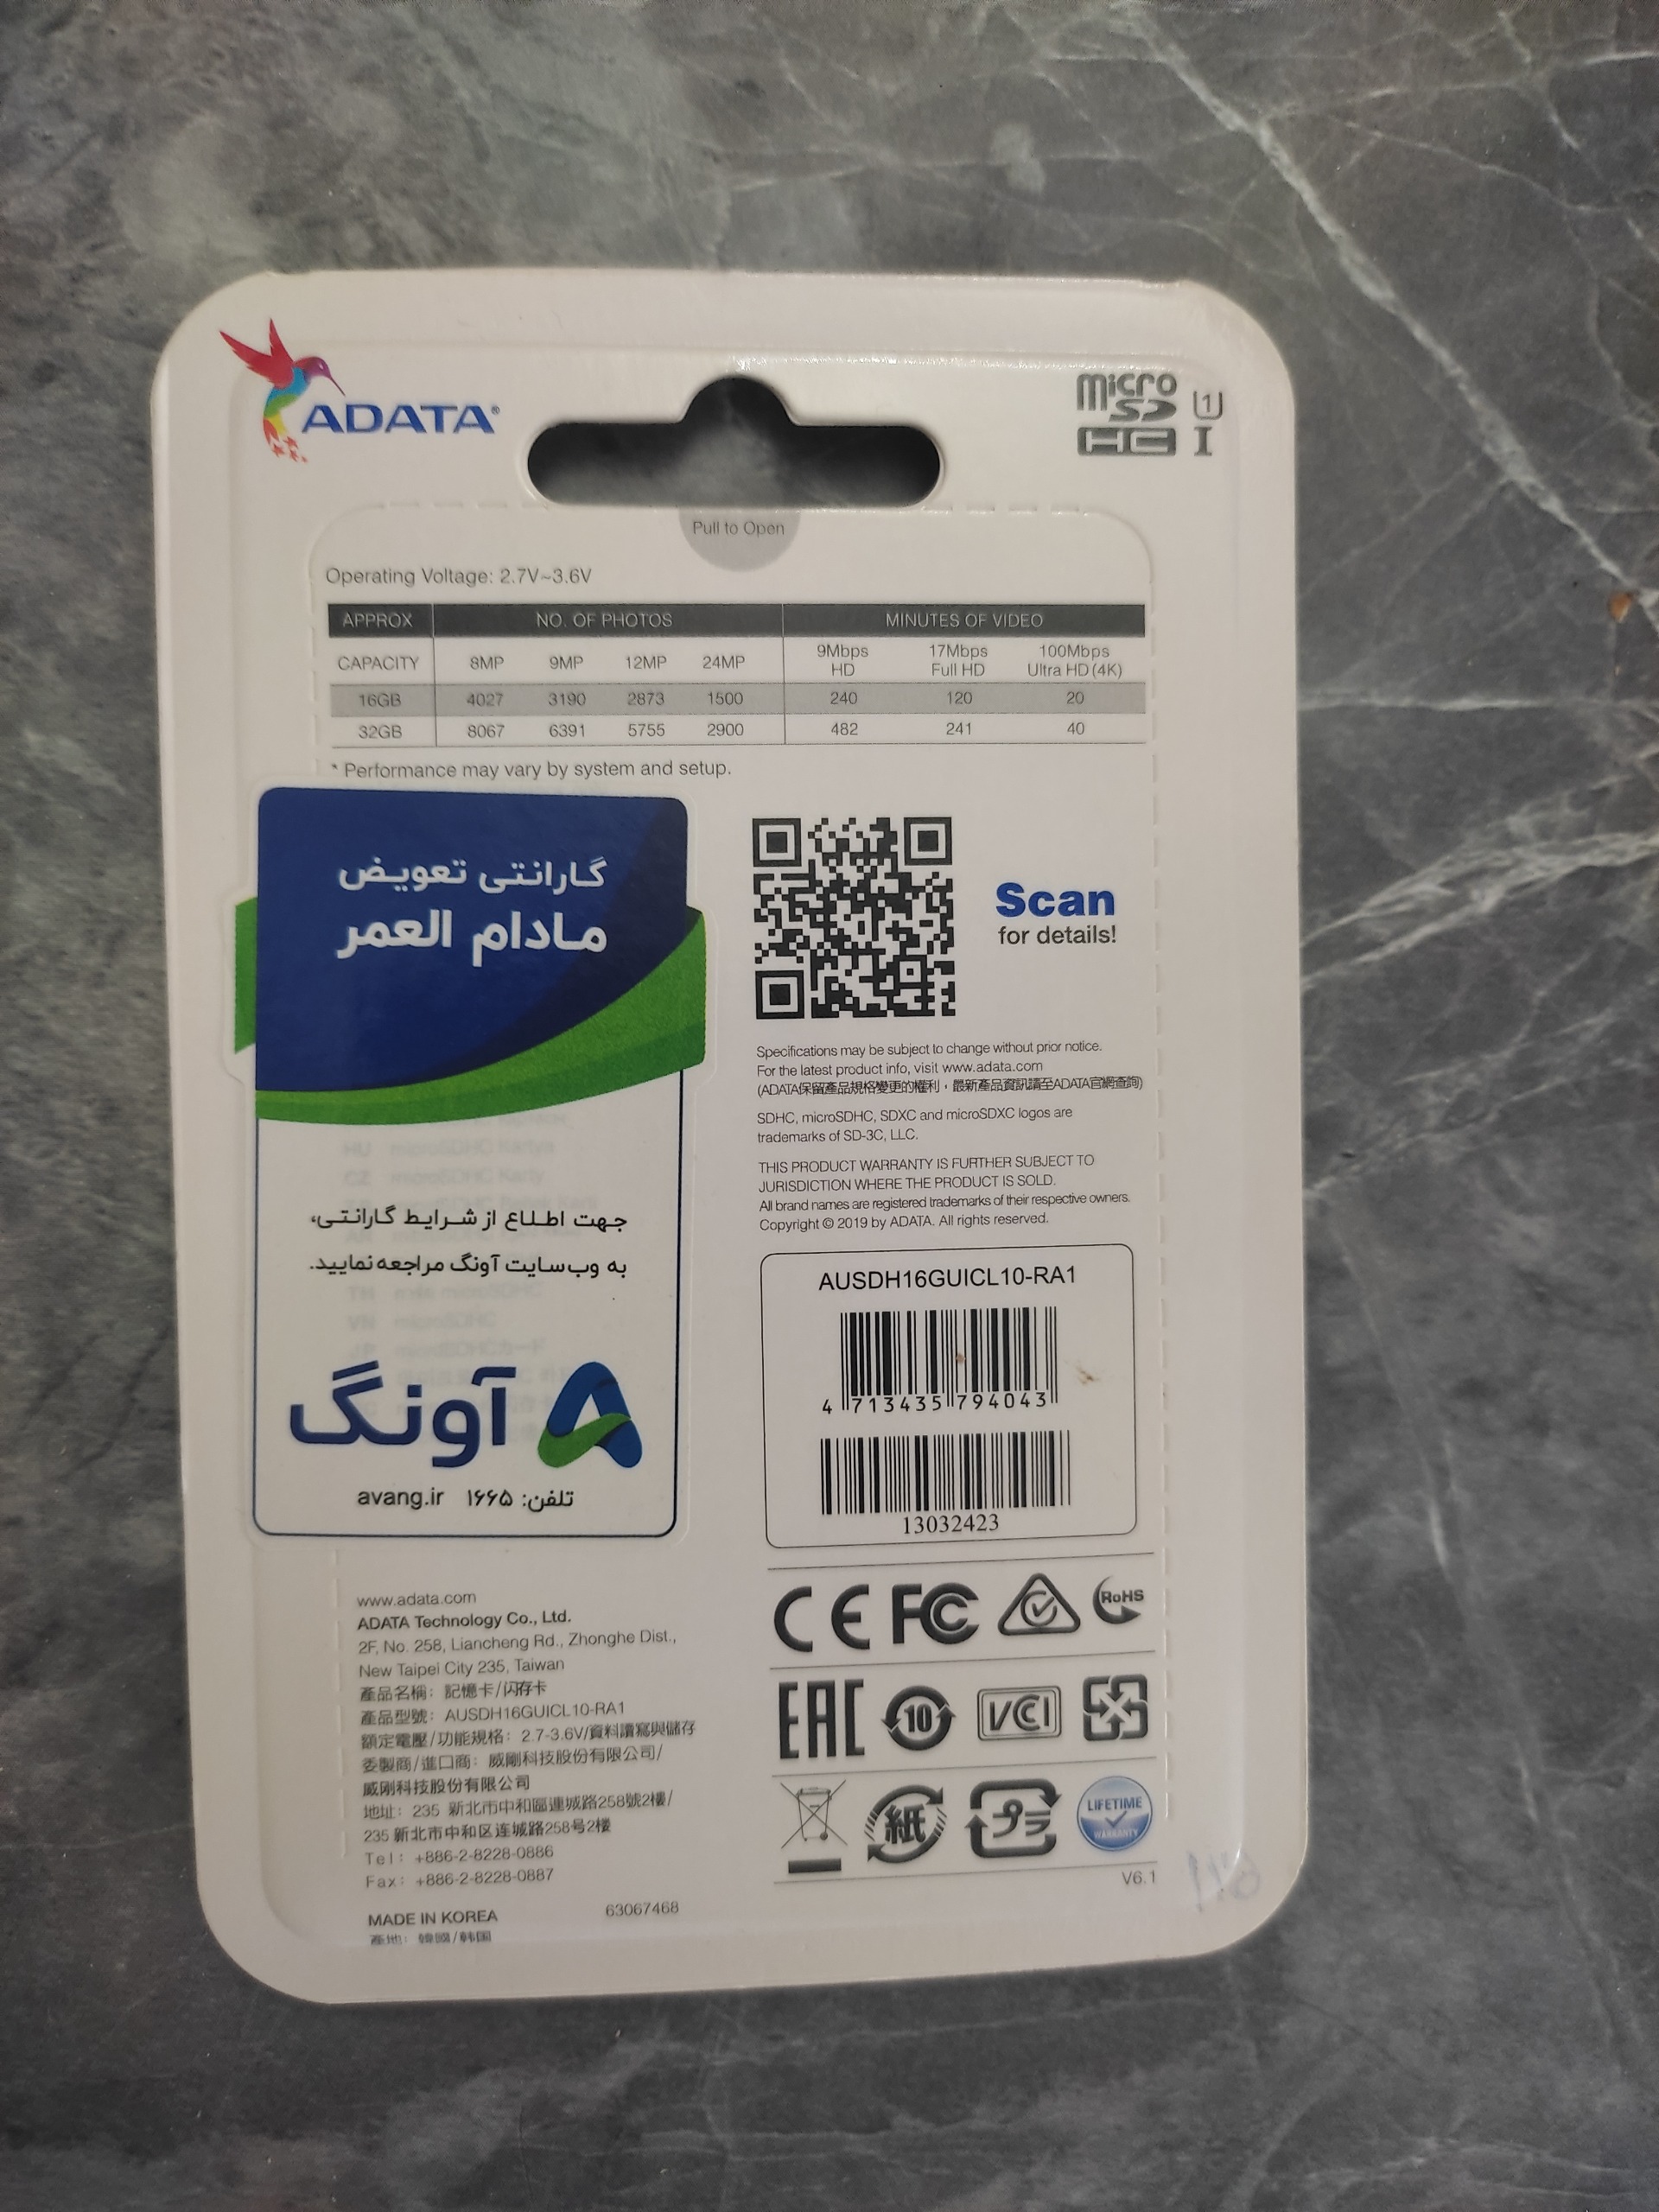 ADATA®
micro
SD
HC
1
I
Pull to Open
Operating Voltage: 2.7V~3.6V
APPROX NO. OF PHOTOS MINUTES OF VIDEO
CAPACITY 8MP 9MP 12MP 24MP 9Mbps HD 17Mbps Full HD 100Mbps Ultra HD (4K)
16GB 4027 3190 2873 1500 240 120 20
32GB 8067 6391 5755 2900 482 241 40
* Performance may vary by system and setup.
گارانتی تعویض
مادام العمر
جهت اطلاع از شرایط گارانتی،
به وب‌سایت آونگ مراجعه نمایید.
آونگ
تلفن: ۱۶۶۵ avang.ir
Scan
for details!
Specifications may be subject to change without prior notice.
For the latest product info, visit www.adata.com
(ADATA保留產品規格變更的權利，最新產品資訊請至ADATA官網查詢)
SDHC, microSDHC, SDXC and microSDXC logos are
trademarks of SD-3C, LLC.
THIS PRODUCT WARRANTY IS FURTHER SUBJECT TO
JURISDICTION WHERE THE PRODUCT IS SOLD.
All brand names are registered trademarks of their respective owners.
Copyright © 2019 by ADATA. All rights reserved.
AUSDH16GUICL10-RA1
4 713435 794043
13032423
www.adata.com
ADATA Technology Co., Ltd.
2F, No. 258, Liancheng Rd., Zhonghe Dist.,
New Taipei City 235, Taiwan
產品名稱：記憶卡/闪存卡
產品型號：AUSDH16GUICL10-RA1
額定電壓/功能規格：2.7-3.6V/資料讀寫與儲存
委製商/進口商：威剛科技股份有限公司/
威剛科技股份有限公司
地址：235 新北市中和區連城路258號2樓/
235 新北市中和区连城路258号2樓
Tel：+886-2-8228-0886
Fax：+886-2-8228-0887
MADE IN KOREA 63067468
產地：韓國/韩国
CE FC RoHS
EAC 10 VCCI
紙 プラ LIFETIME
WARRANTY
V6.1